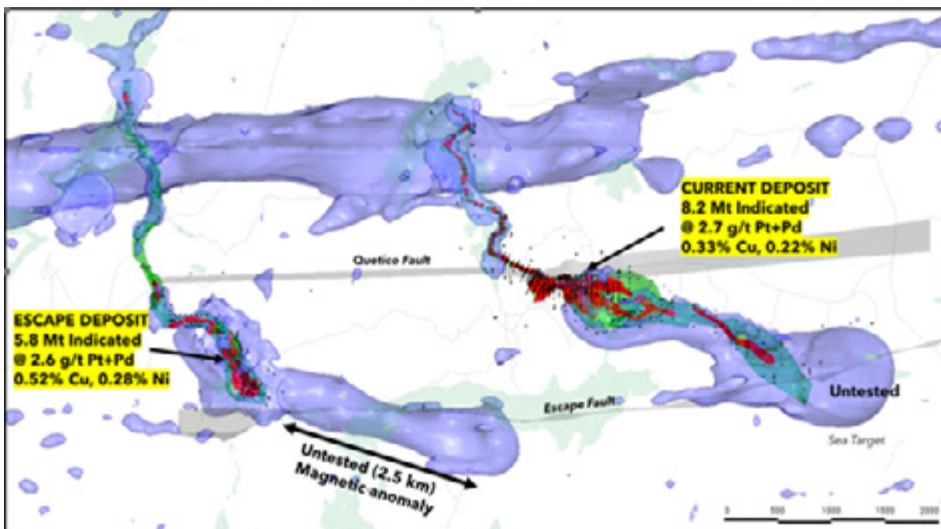 CURRENT DEPOSIT
8.2 Mt Indicated
@ 2.7 g/t Pt+Pd
0.33% Cu, 0.22% Ni
Quetico Fault
ESCAPE DEPOSIT
5.8 Mt Indicated
@ 2.6 g/t Pt+Pd
0.52% Cu, 0.28% Ni
Untested
Escape Fault
Sea Target
Untested (2.5 km)
Magnetic anomaly
0 500 1000 1500 2000